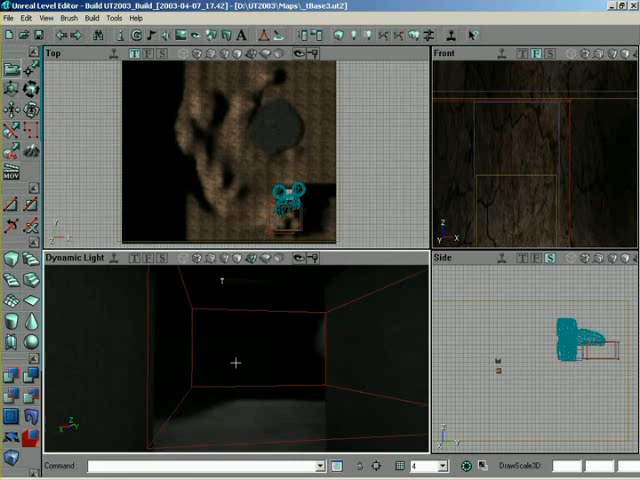 Unreal Level Editor - Build UT2003_Build_[2003-04-07_17.42] - [D:\UT2003\Maps\_tBase3.ut2]
File Edit View Brush Build Tools Help
Top T F S
Front T F S
MOV
Y
Z X
Z
Y X
Dynamic Light T F S
Side T F S
Z
X Y
Z
Y X
Command: 4 DrawScale3D: